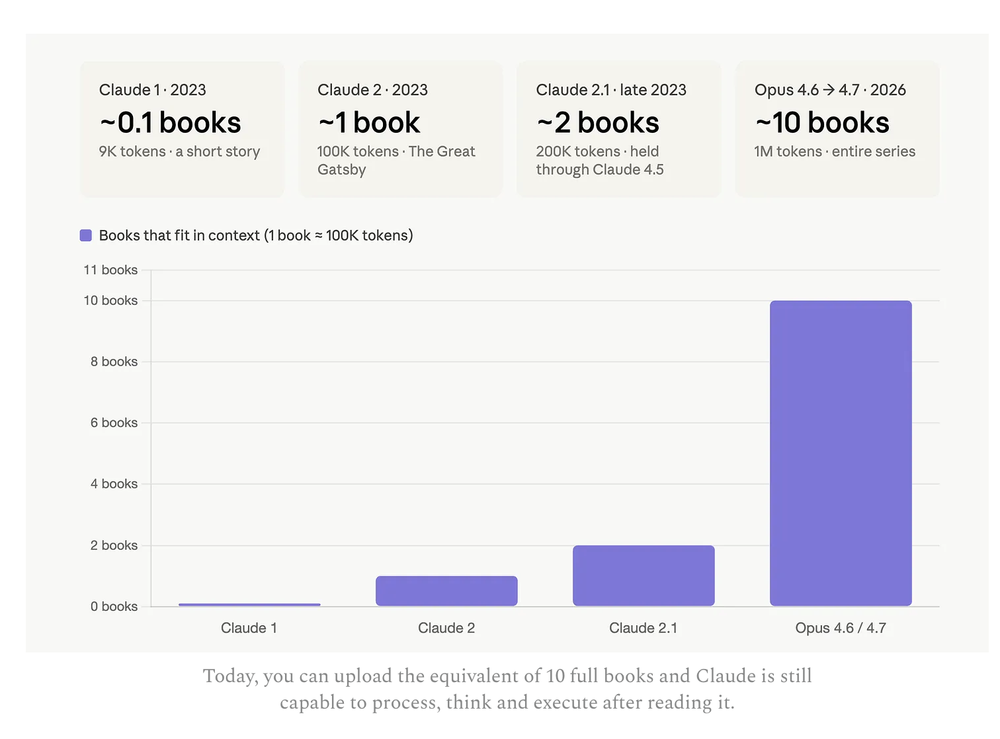 Claude 1 · 2023
~0.1 books
9K tokens · a short story
Claude 2 · 2023
~1 book
100K tokens · The Great
Gatsby
Claude 2.1 · late 2023
~2 books
200K tokens · held
through Claude 4.5
Opus 4.6 → 4.7 · 2026
~10 books
1M tokens · entire series
Books that fit in context (1 book ≈ 100K tokens)
11 books
10 books
8 books
6 books
4 books
2 books
0 books
Claude 1
Claude 2
Claude 2.1
Opus 4.6 / 4.7
Today, you can upload the equivalent of 10 full books and Claude is still
capable to process, think and execute after reading it.